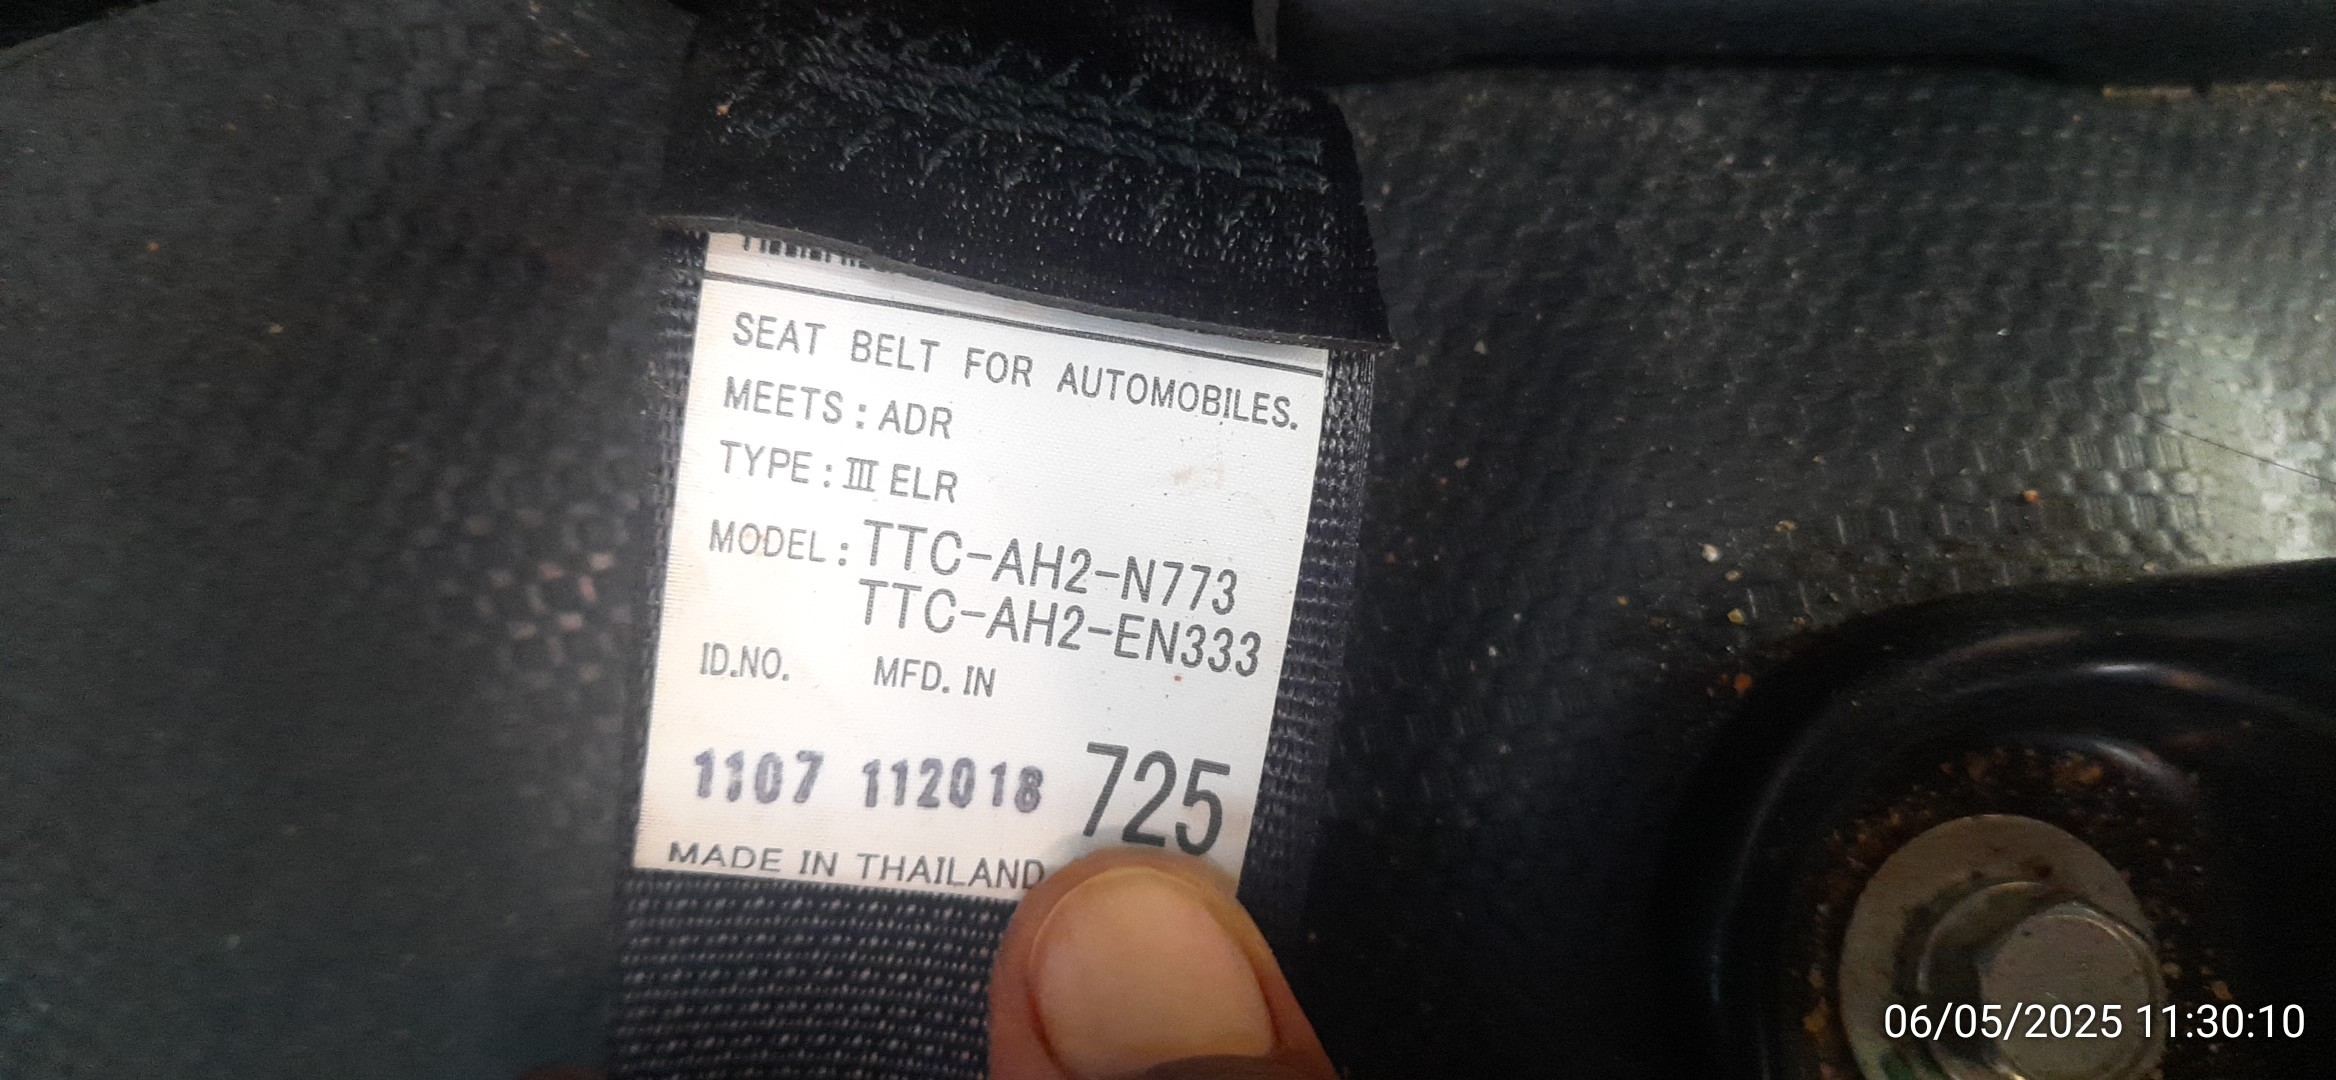 SEAT BELT FOR AUTOMOBILES.
MEETS : ADR
TYPE : III ELR
MODEL : TTC-AH2-N773
TTC-AH2-EN333
ID.NO. MFD. IN
1107 112018 725
MADE IN THAILAND
06/05/2025 11:30:10